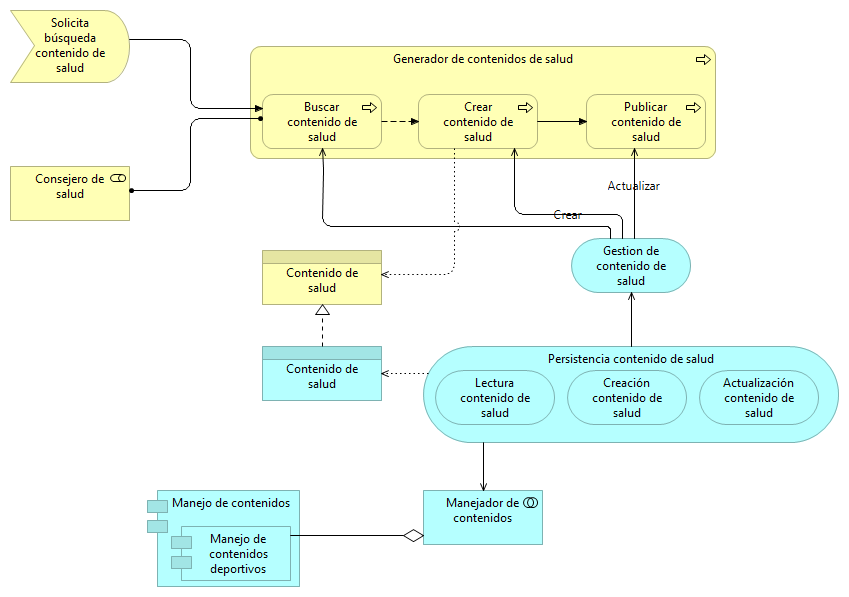 Solicita
búsqueda
contenido de
salud
Generador de contenidos de salud
Buscar
contenido de
salud
Crear
contenido de
salud
Publicar
contenido de
salud
Consejero de
salud
Actualizar
Crear
Gestion de
contenido de
salud
Contenido de
salud
Contenido de
salud
Persistencia contenido de salud
Lectura
contenido de
salud
Creación
contenido de
salud
Actualización
contenido de
salud
Manejo de contenidos
Manejo de
contenidos
deportivos
Manejador de
contenidos